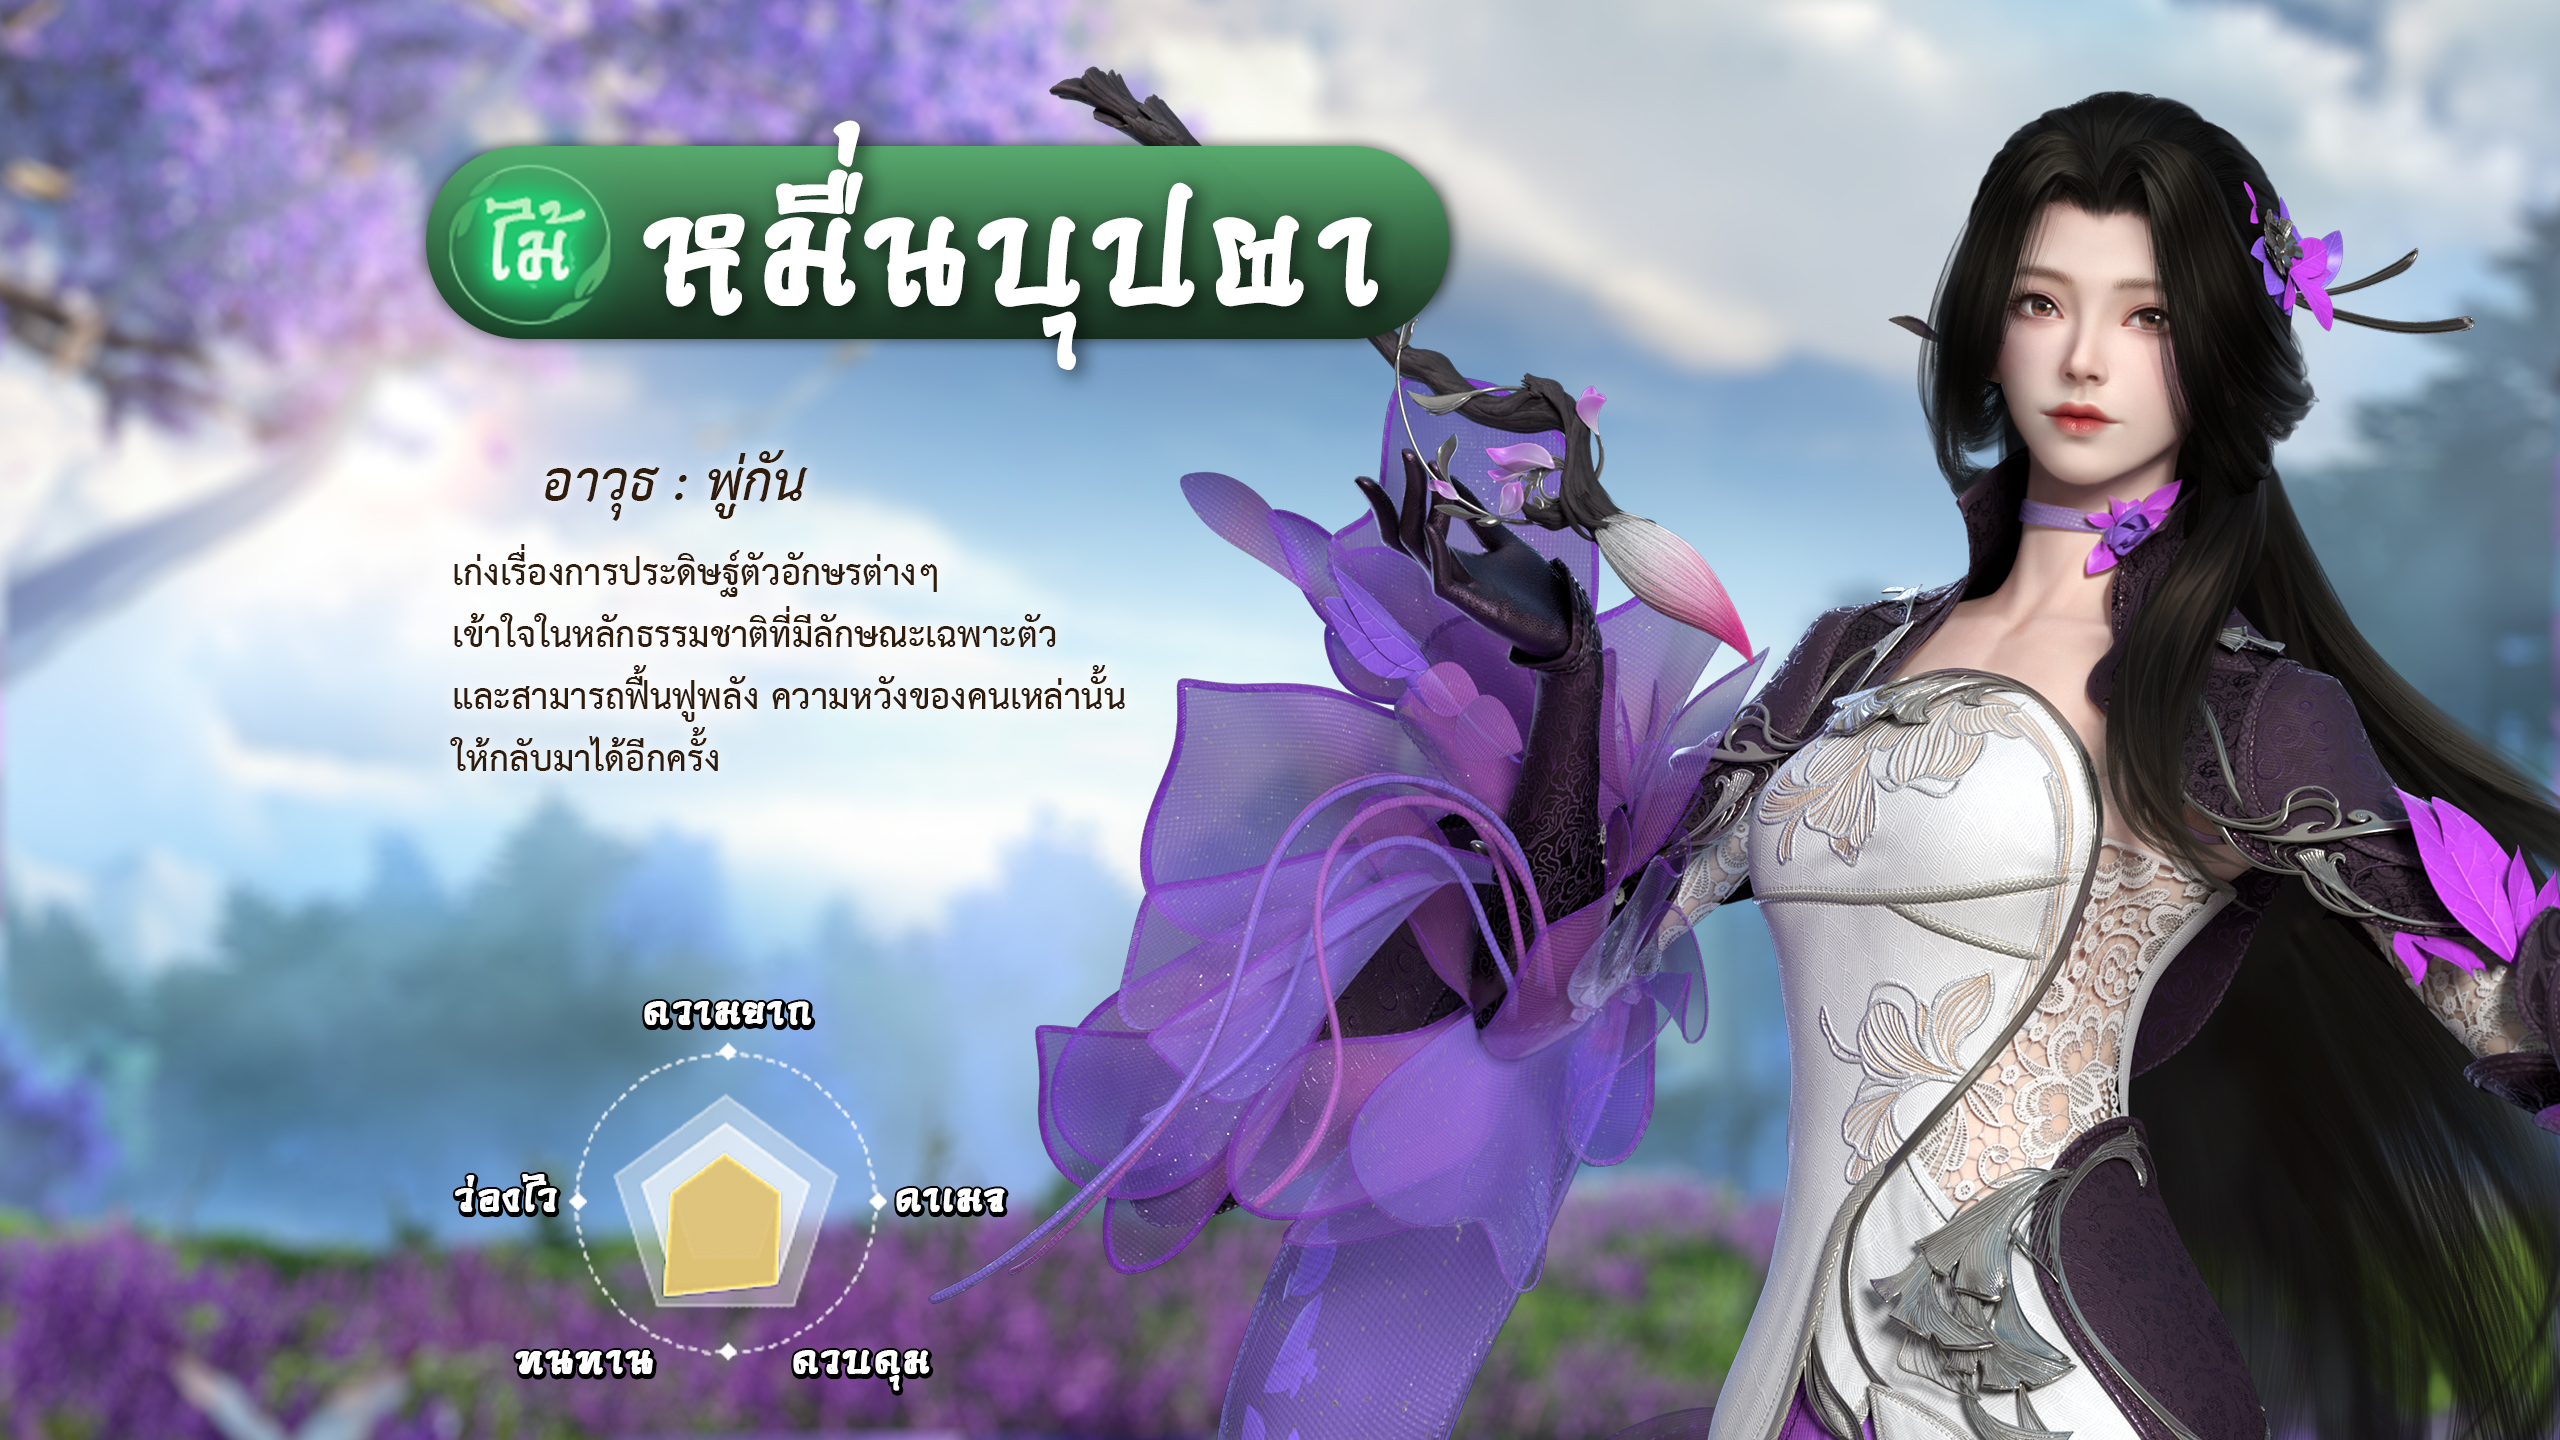 ไม้
หมื่นบุปผา
อาวุธ : พู่กัน
เก่งเรื่องการประดิษฐ์ตัวอักษรต่างๆ
เข้าใจในหลักธรรมชาติที่มีลักษณะเฉพาะตัว
และสามารถฟื้นฟูพลัง ความหวังของคนเหล่านั้น
ให้กลับมาได้อีกครั้ง
ความยาก
ว่องไว
ดาเมจ
ทนทาน
ควบคุม